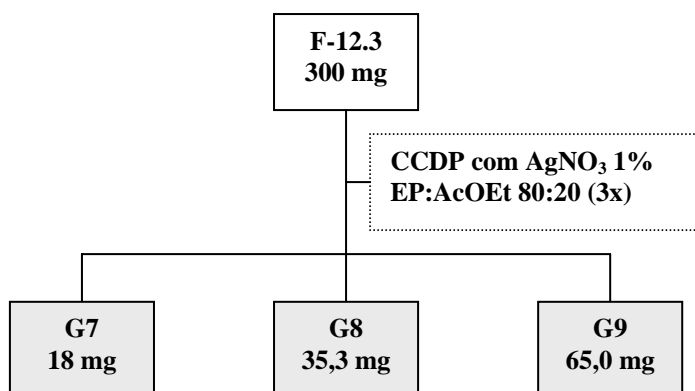 F-12.3
300 mg
CCDP com AgNO₃ 1%
EP:AcOEt 80:20 (3x)
G7
18 mg
G8
35,3 mg
G9
65,0 mg